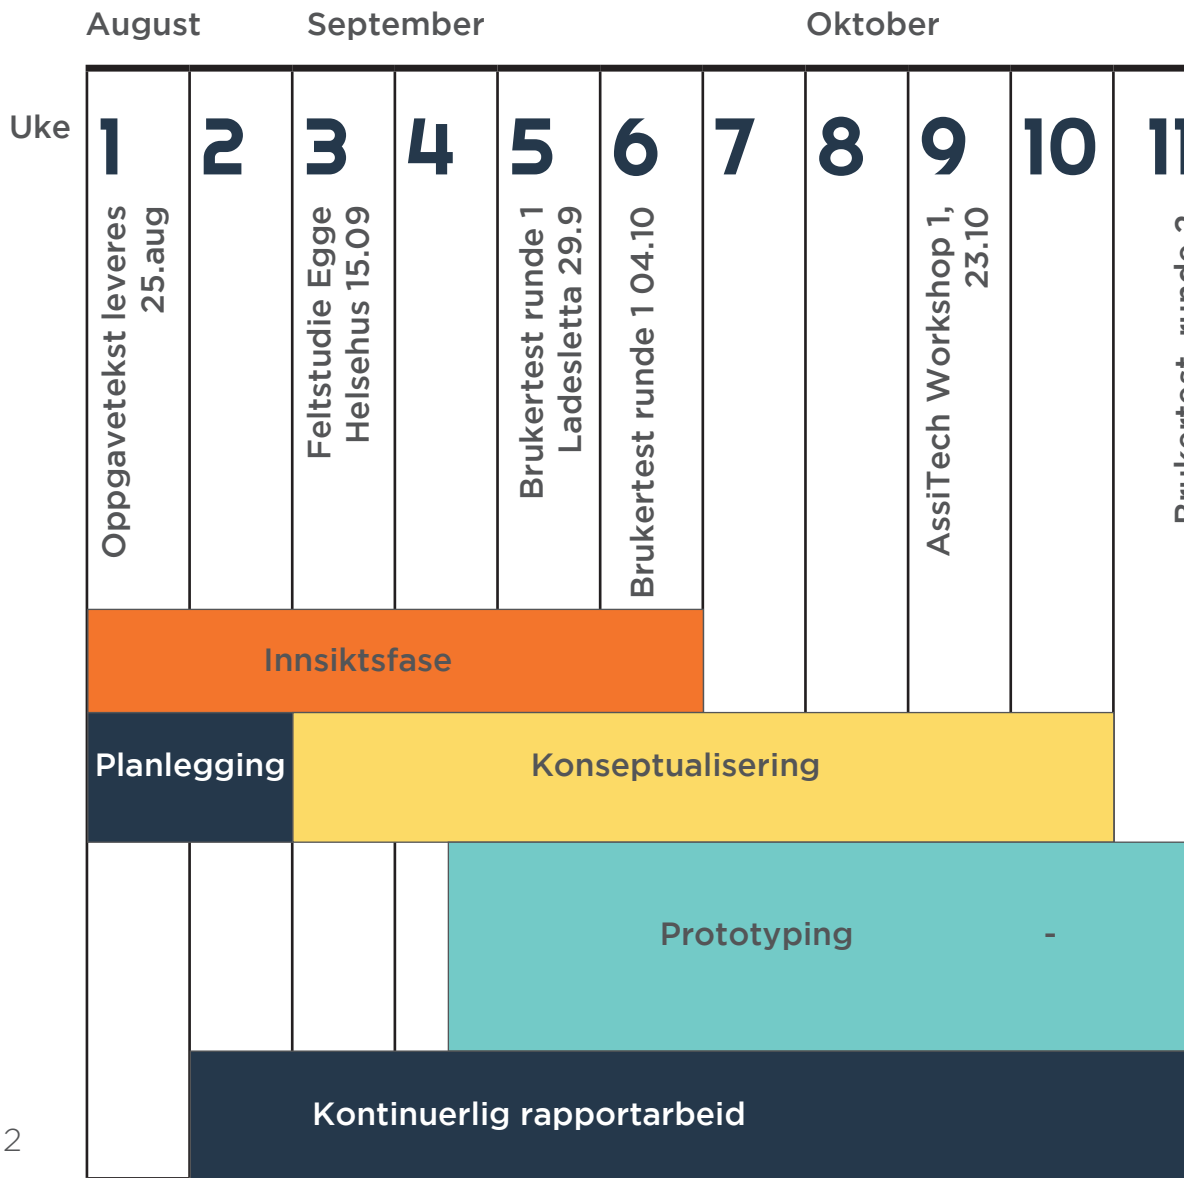 August September Oktober
Uke 1 2 3 4 5 6 7 8 9 10 11
Oppgavetekst leveres
25.aug
Feltstudie Egge
Helsehus 15.09
Brukertest runde 1
Ladesletta 29.9
Brukertest runde 1 04.10
AssiTech Workshop 1,
23.10
Innsiktsfase
Planlegging
Konseptualisering
Prototyping -
Kontinuerlig rapportarbeid
2